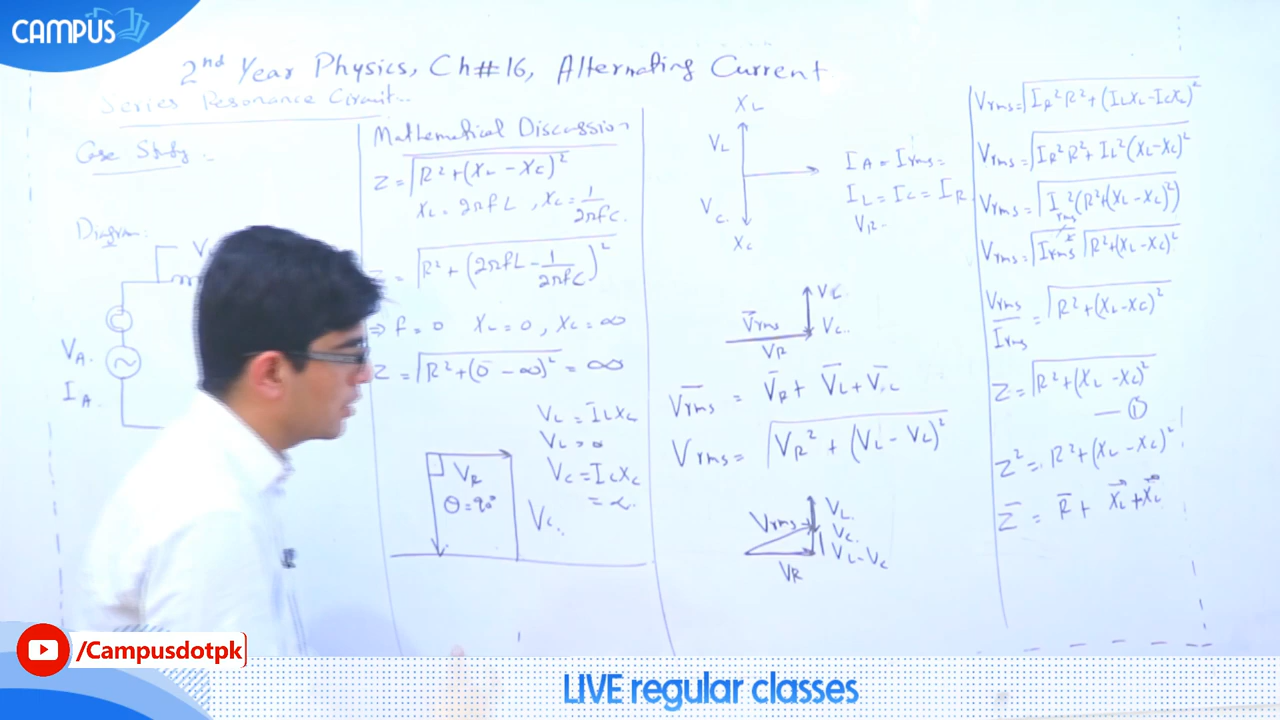 CAMPUS
2nd Year Physics, Ch#16, Alternating Current
Series Resonance Circuit..
Case Study:
Diagram:
V
VA.
IA.
Mathematical Discussion
Z = √R²+(XL - XC)²
XL = 2πfL, XC = 1/2πfC.
= √R² + (2πfL - 1/2πfC)²
⇒ f = 0 XL = 0, XC = ∞
Z = √R²+(0 - ∞)² = ∞
VL = ILXL
VL = 0
VC = ICXC
= ∝.
VR
θ = 90°
VC.
XL
VL
VC.
XC
IA = Irms =
IL = IC = IR
VR -
VL
VC.
V̄rms
VR
V̄rms = V̄R + V̄L + V̄C
Vrms = √VR² + (VL - VC)²
Vrms
VL
VC.
VL - VC
VR
Vrms = √IR²R² + (ILXL - ICXC)²
Vrms = √IR²R² + IL²(XL - XC)²
Vrms = √Irms²(R² + (XL - XC)²)
Vrms = √Irms² √R²+(XL - XC)²
Vrms/Irms = √R² + (XL - XC)²
Z = √R² + (XL - XC)²
— ①
Z² = R² + (XL - XC)²
Z̄ = R̄ + X⃗L + X⃗C
/Campusdotpk
LIVE regular classes